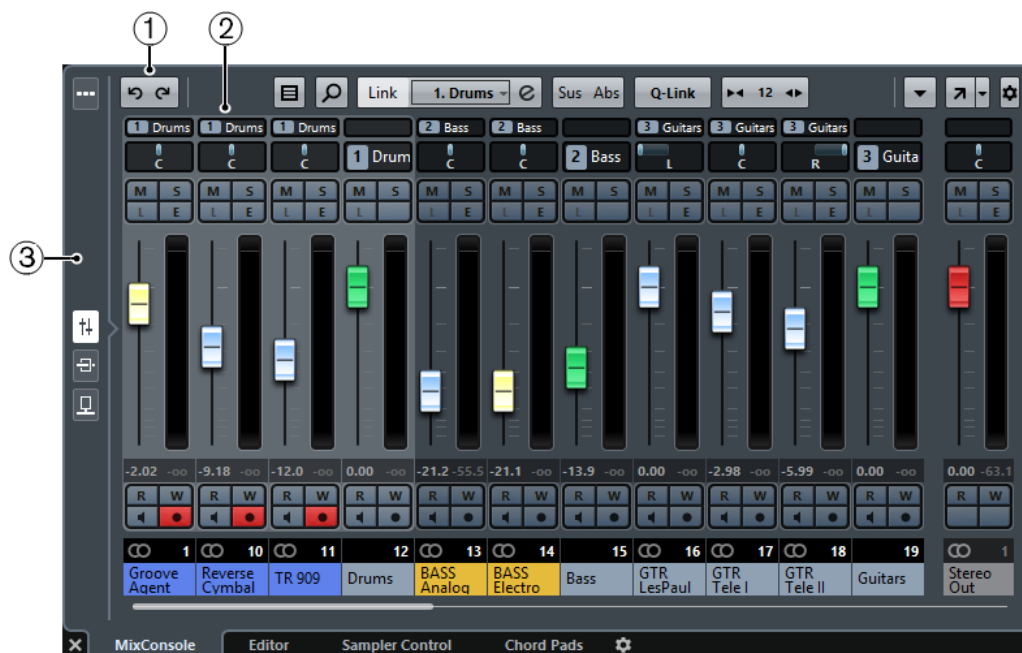 1 2
3
Link 1. Drums e Sus Abs Q-Link 12
1 Drums 1 Drums 1 Drums 2 Bass 2 Bass 3 Guitars 3 Guitars 3 Guitars
C C C 1 Drum C C 2 Bass L C R 3 Guita C
M S M S M S M S M S M S M S M S M S M S M S M S
L E L E L E L L E L E L L E L E L E L L E
-2.02 -oo -9.18 -oo -12.0 -oo 0.00 -oo -21.2 -55.5 -21.1 -oo -13.9 -oo 0.00 -oo -2.98 -oo -5.99 -oo 0.00 -oo 0.00 -63.1
R W R W R W R W R W R W R W R W R W R W R W R W
1 10 11 12 13 14 15 16 17 18 19 1
Groove Reverse TR 909 Drums BASS BASS Bass GTR GTR GTR Guitars Stereo
Agent Cymbal Analog Electro LesPaul Tele I Tele II Out
MixConsole Editor Sampler Control Chord Pads